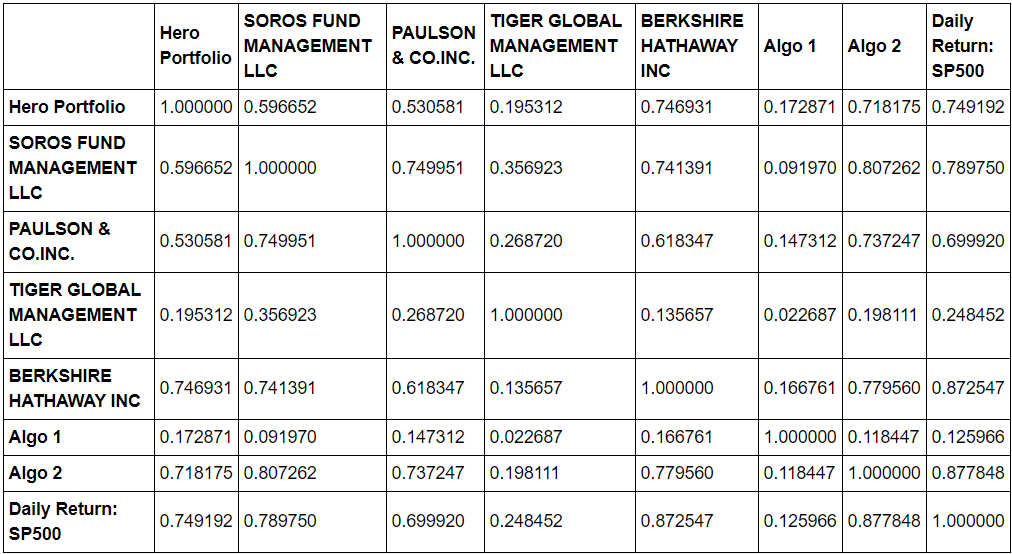 Hero Portfolio SOROS FUND MANAGEMENT LLC PAULSON & CO.INC. TIGER GLOBAL MANAGEMENT LLC BERKSHIRE HATHAWAY INC Algo 1 Algo 2 Daily Return: SP500
Hero Portfolio 1.000000 0.596652 0.530581 0.195312 0.746931 0.172871 0.718175 0.749192
SOROS FUND MANAGEMENT LLC 0.596652 1.000000 0.749951 0.356923 0.741391 0.091970 0.807262 0.789750
PAULSON & CO.INC. 0.530581 0.749951 1.000000 0.268720 0.618347 0.147312 0.737247 0.699920
TIGER GLOBAL MANAGEMENT LLC 0.195312 0.356923 0.268720 1.000000 0.135657 0.022687 0.198111 0.248452
BERKSHIRE HATHAWAY INC 0.746931 0.741391 0.618347 0.135657 1.000000 0.166761 0.779560 0.872547
Algo 1 0.172871 0.091970 0.147312 0.022687 0.166761 1.000000 0.118447 0.125966
Algo 2 0.718175 0.807262 0.737247 0.198111 0.779560 0.118447 1.000000 0.877848
Daily Return: SP500 0.749192 0.789750 0.699920 0.248452 0.872547 0.125966 0.877848 1.000000